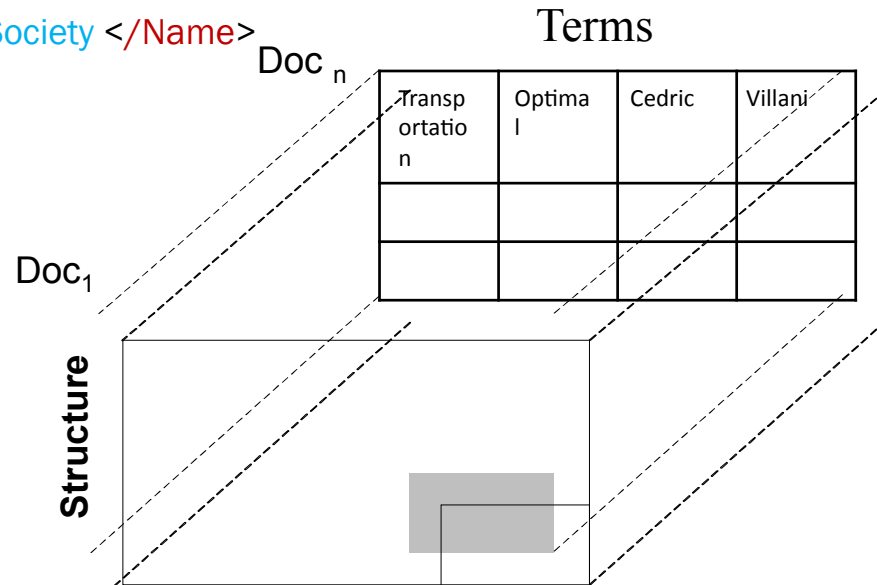 Society </Name>
Terms
Doc n
Transp
ortatio
n
Optima
l
Cedric
Villani
Doc1
Structure